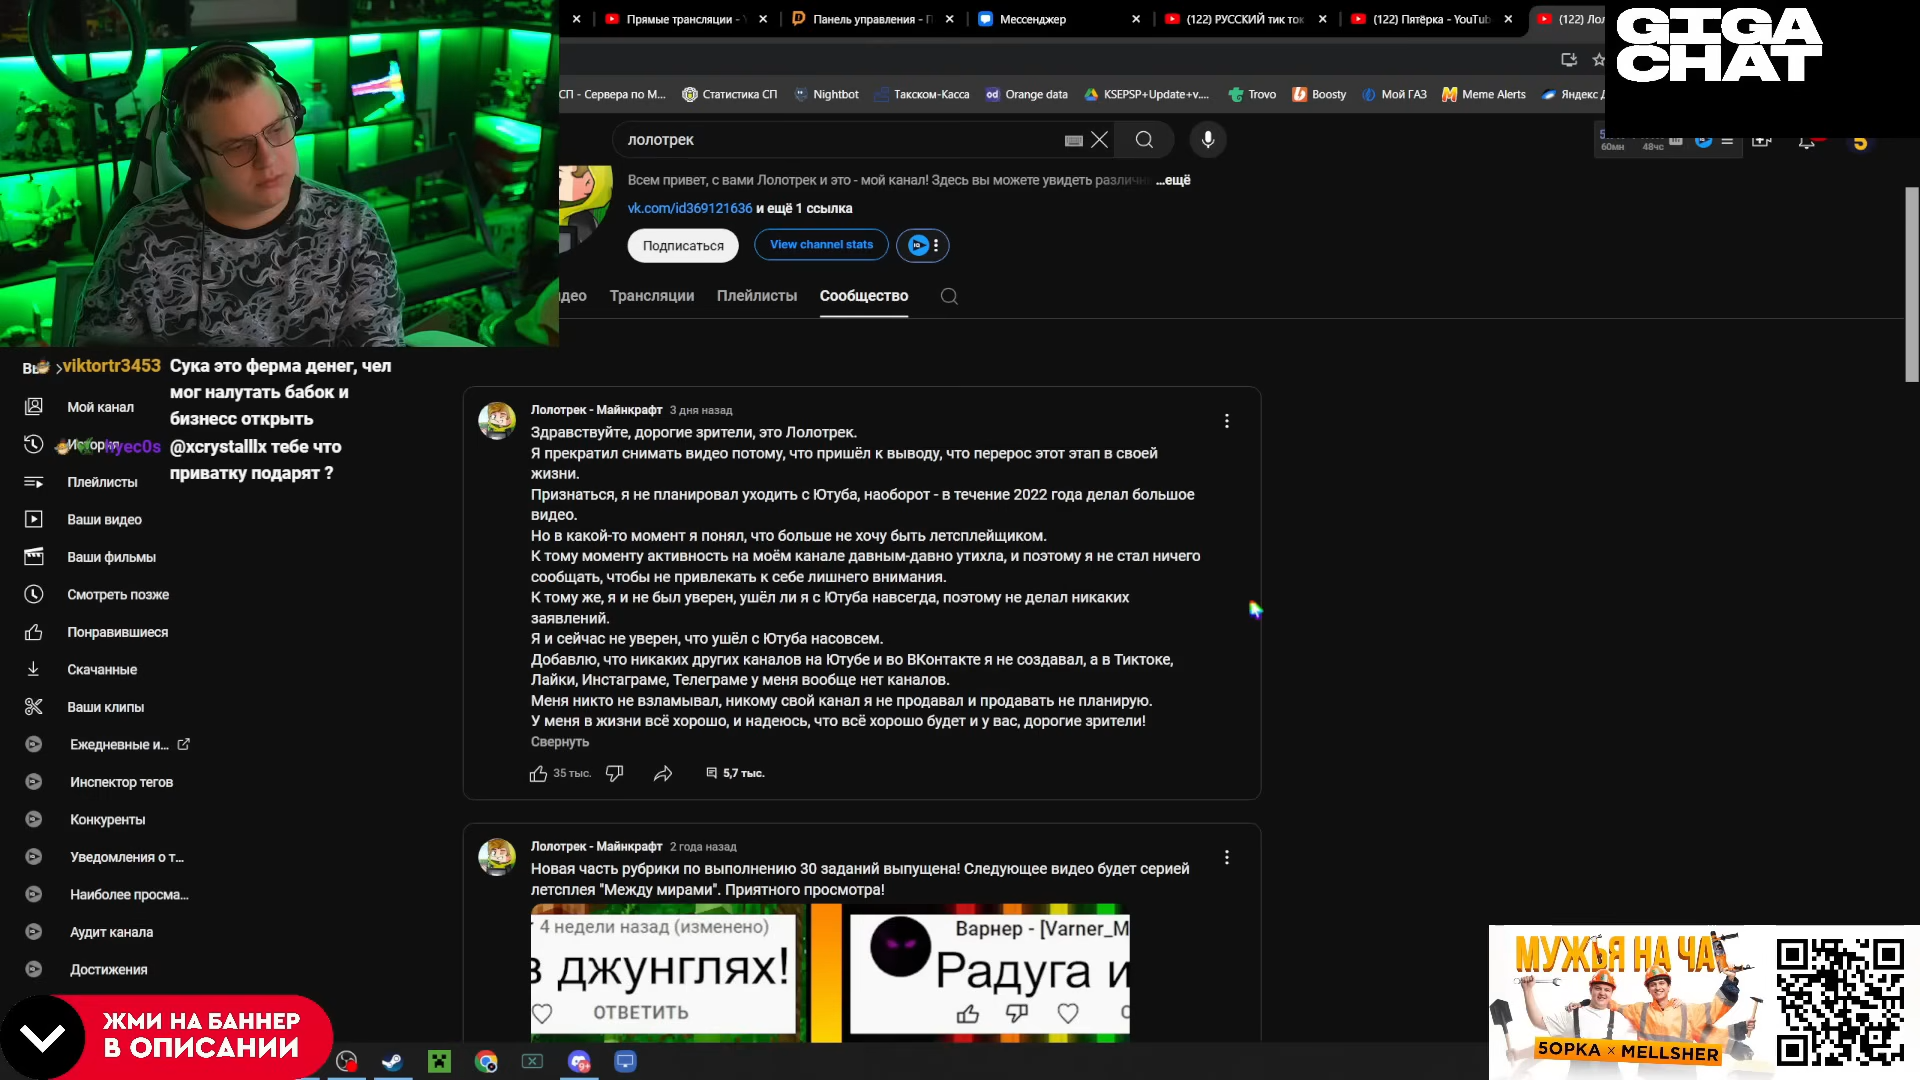 Прямые трансляции -
Панель управления - П
Мессенджер
(122) РУССКИЙ тик ток
(122) Пятёрка - YouTub
(122) Лол
GIGA
CHAT
СП - Сервера по М...
Статистика СП
Nightbot
Такском-Касса
Orange data
KSEPSP+Update+v....
Trovo
Boosty
Мой ГАЗ
Meme Alerts
Яндекс Д
лолотрек
60мн
48чс
5
Всем привет, с вами Лолотрек и это - мой канал! Здесь вы можете увидеть различн
...ещё
vk.com/id369121636 и ещё 1 ссылка
Подписаться
View channel stats
део
Трансляции
Плейлисты
Сообщество
viktortr3453 Сука это ферма денег, чел
мог налутать бабок и
бизнесс открыть
hyec0s @xcrystalllx тебе что
приватку подарят ?
Мой канал
История
Плейлисты
Ваши видео
Ваши фильмы
Смотреть позже
Понравившиеся
Скачанные
Ваши клипы
Ежедневные и...
Инспектор тегов
Конкуренты
Уведомления о т...
Наиболее просма...
Аудит канала
Достижения
Лолотрек - Майнкрафт 3 дня назад
Здравствуйте, дорогие зрители, это Лолотрек.
Я прекратил снимать видео потому, что пришёл к выводу, что перерос этот этап в своей
жизни.
Признаться, я не планировал уходить с Ютуба, наоборот - в течение 2022 года делал большое
видео.
Но в какой-то момент я понял, что больше не хочу быть летсплейщиком.
К тому моменту активность на моём канале давным-давно утихла, и поэтому я не стал ничего
сообщать, чтобы не привлекать к себе лишнего внимания.
К тому же, я и не был уверен, ушёл ли я с Ютуба навсегда, поэтому не делал никаких
заявлений.
Я и сейчас не уверен, что ушёл с Ютуба насовсем.
Добавлю, что никаких других каналов на Ютубе и во ВКонтакте я не создавал, а в Тиктоке,
Лайки, Инстаграме, Телеграме у меня вообще нет каналов.
Меня никто не взламывал, никому свой канал я не продавал и продавать не планирую.
У меня в жизни всё хорошо, и надеюсь, что всё хорошо будет и у вас, дорогие зрители!
Свернуть
35 тыс.
5,7 тыс.
Лолотрек - Майнкрафт 2 года назад
Новая часть рубрики по выполнению 30 заданий выпущена! Следующее видео будет серией
летсплея "Между мирами". Приятного просмотра!
4 недели назад (изменено)
в джунглях!
ОТВЕТИТЬ
Варнер - [Varner_M
Радуга и
ЖМИ НА БАННЕР
В ОПИСАНИИ
МУЖЬЯ НА ЧА
5ОРКА × MELLSHER